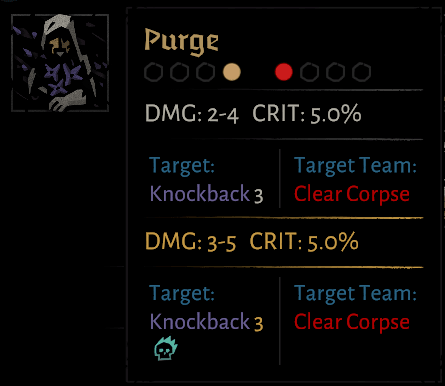 Purge
DMG: 2-4 CRIT: 5.0%
Target: Target Team:
Knockback 3 Clear Corpse
DMG: 3-5 CRIT: 5.0%
Target: Target Team:
Knockback 3 Clear Corpse